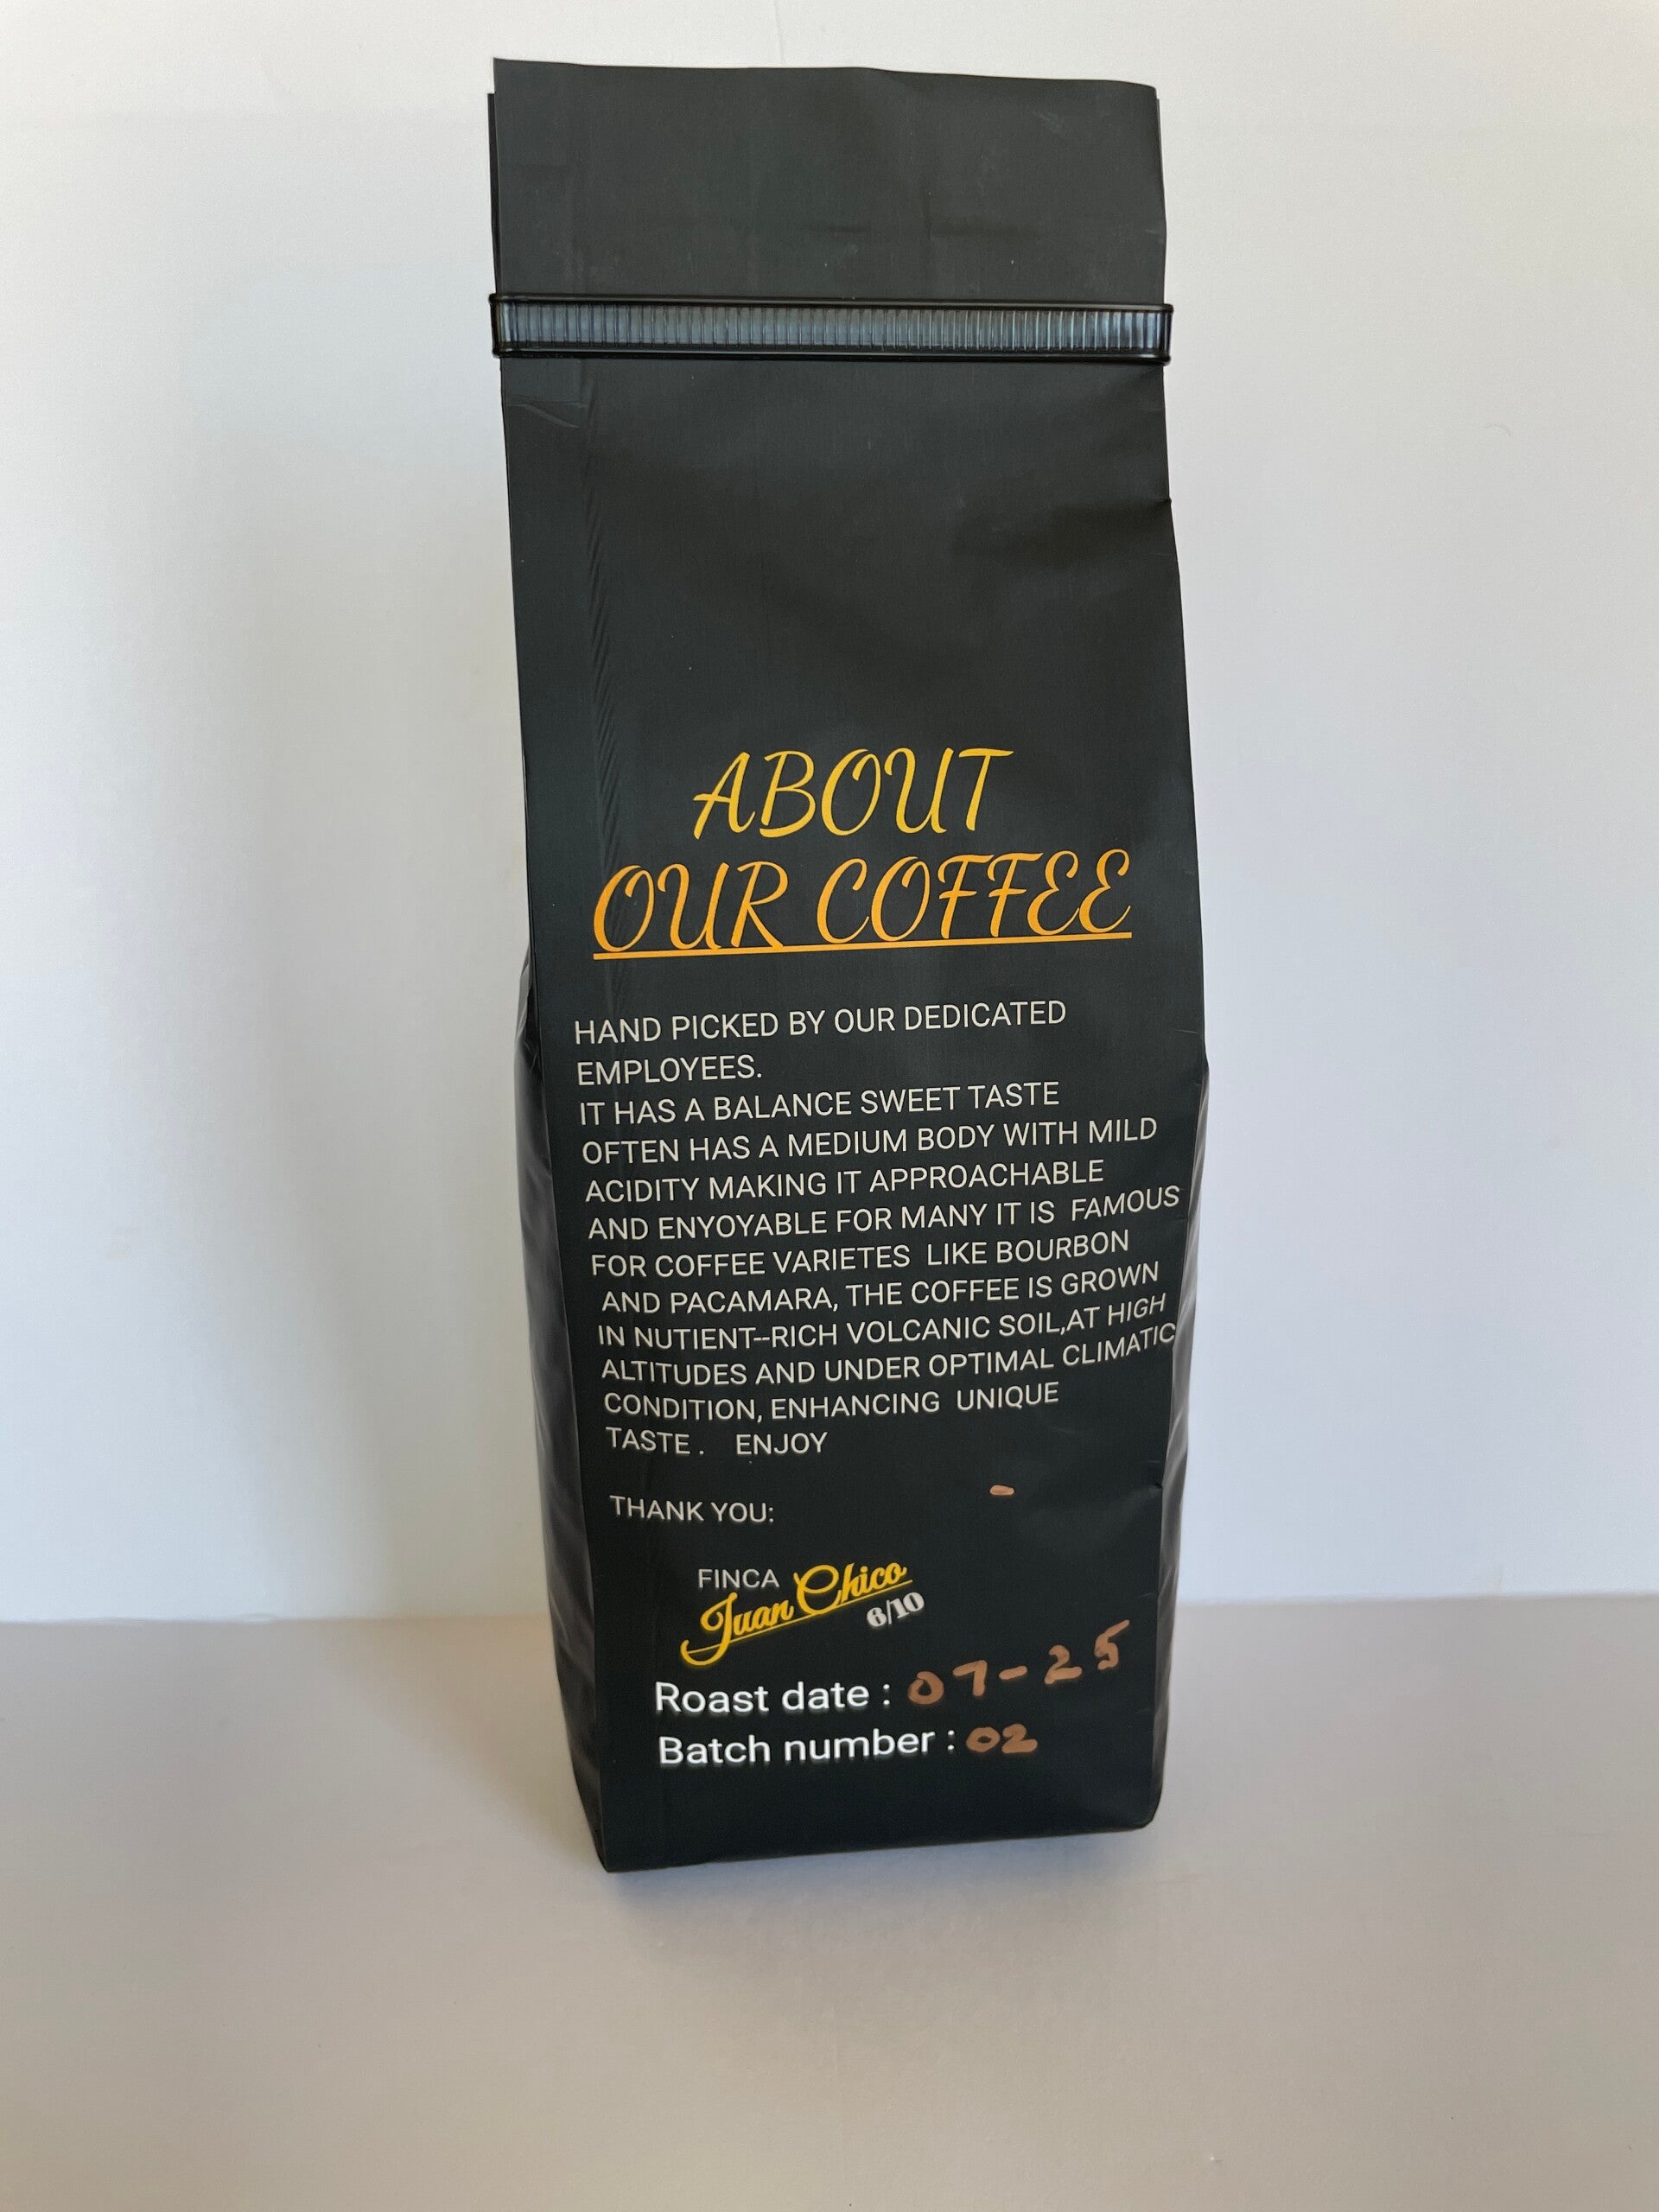 ABOUT
OUR COFFEE
HAND PICKED BY OUR DEDICATED
EMPLOYEES.
IT HAS A BALANCE SWEET TASTE
OFTEN HAS A MEDIUM BODY WITH MILD
ACIDITY MAKING IT APPROACHABLE
AND ENYOYABLE FOR MANY IT IS FAMOUS
FOR COFFEE VARIETES LIKE BOURBON
AND PACAMARA, THE COFFEE IS GROWN
IN NUTIENT--RICH VOLCANIC SOIL,AT HIGH
ALTITUDES AND UNDER OPTIMAL CLIMATIC
CONDITION, ENHANCING UNIQUE
TASTE . ENJOY
THANK YOU:
FINCA
Juan Chico
6/10
Roast date : 07-25
Batch number : 02